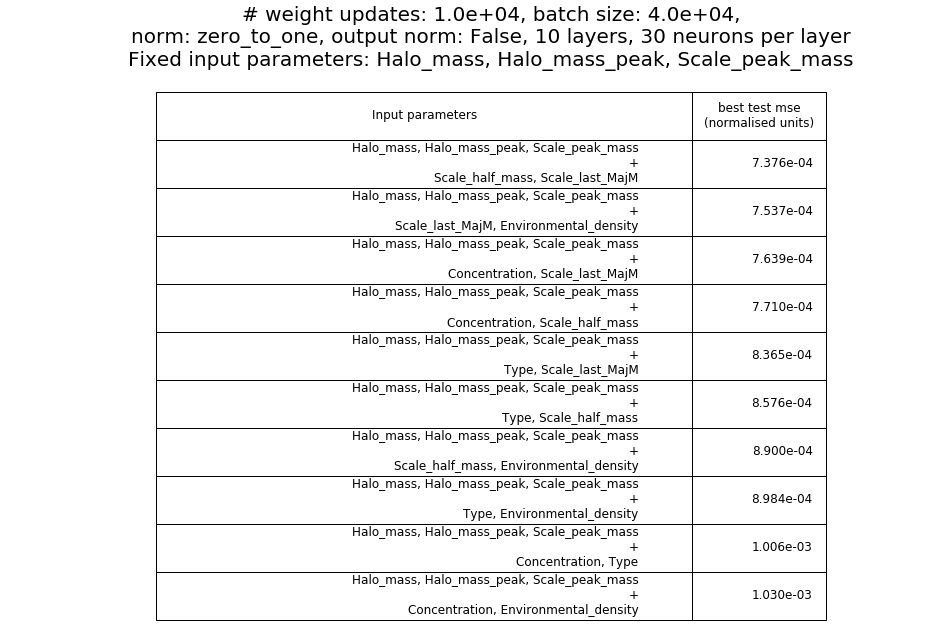 # weight updates: 1.0e+04, batch size: 4.0e+04,
norm: zero_to_one, output norm: False, 10 layers, 30 neurons per layer
Fixed input parameters: Halo_mass, Halo_mass_peak, Scale_peak_mass
Input parameters
best test mse
(normalised units)
Halo_mass, Halo_mass_peak, Scale_peak_mass
+
Scale_half_mass, Scale_last_MajM
7.376e-04
Halo_mass, Halo_mass_peak, Scale_peak_mass
+
Scale_last_MajM, Environmental_density
7.537e-04
Halo_mass, Halo_mass_peak, Scale_peak_mass
+
Concentration, Scale_last_MajM
7.639e-04
Halo_mass, Halo_mass_peak, Scale_peak_mass
+
Concentration, Scale_half_mass
7.710e-04
Halo_mass, Halo_mass_peak, Scale_peak_mass
+
Type, Scale_last_MajM
8.365e-04
Halo_mass, Halo_mass_peak, Scale_peak_mass
+
Type, Scale_half_mass
8.576e-04
Halo_mass, Halo_mass_peak, Scale_peak_mass
+
Scale_half_mass, Environmental_density
8.900e-04
Halo_mass, Halo_mass_peak, Scale_peak_mass
+
Type, Environmental_density
8.984e-04
Halo_mass, Halo_mass_peak, Scale_peak_mass
+
Concentration, Type
1.006e-03
Halo_mass, Halo_mass_peak, Scale_peak_mass
+
Concentration, Environmental_density
1.030e-03